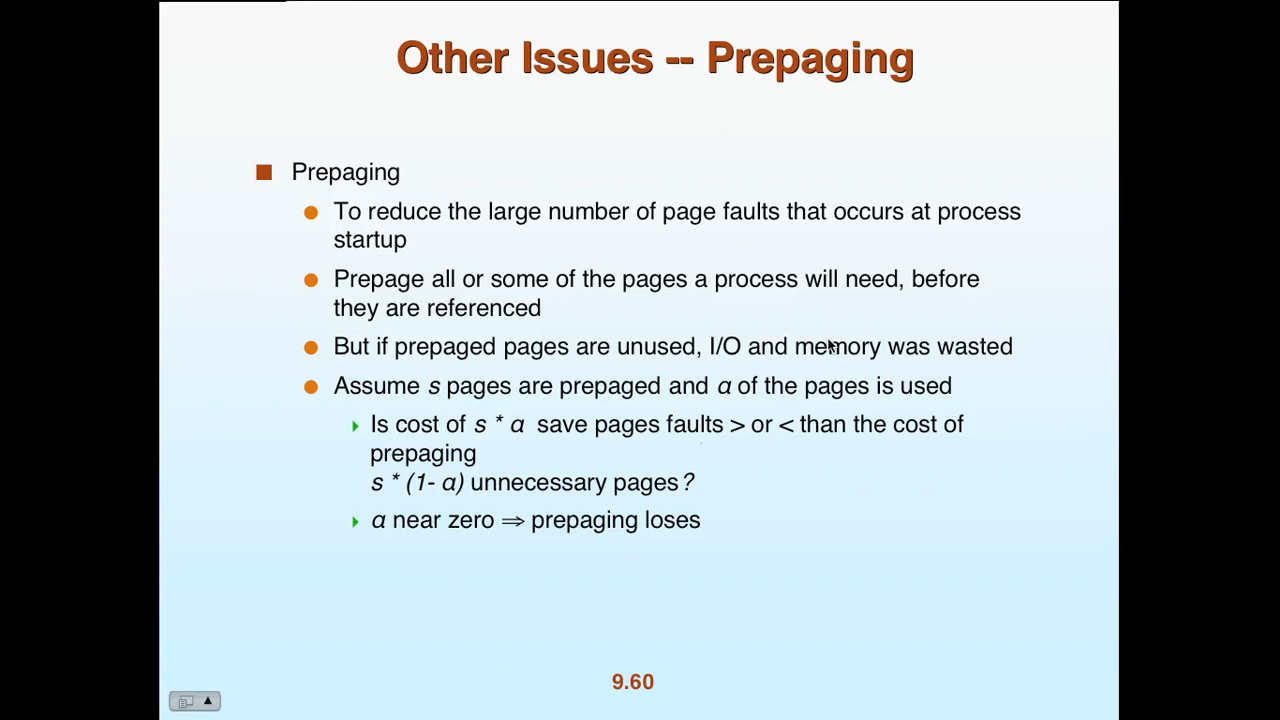 Other Issues -- Prepaging
Prepaging
To reduce the large number of page faults that occurs at process
startup
Prepage all or some of the pages a process will need, before
they are referenced
But if prepaged pages are unused, I/O and memory was wasted
Assume s pages are prepaged and α of the pages is used
Is cost of s * α save pages faults > or < than the cost of
prepaging
s * (1- α) unnecessary pages?
α near zero ⇒ prepaging loses
9.60